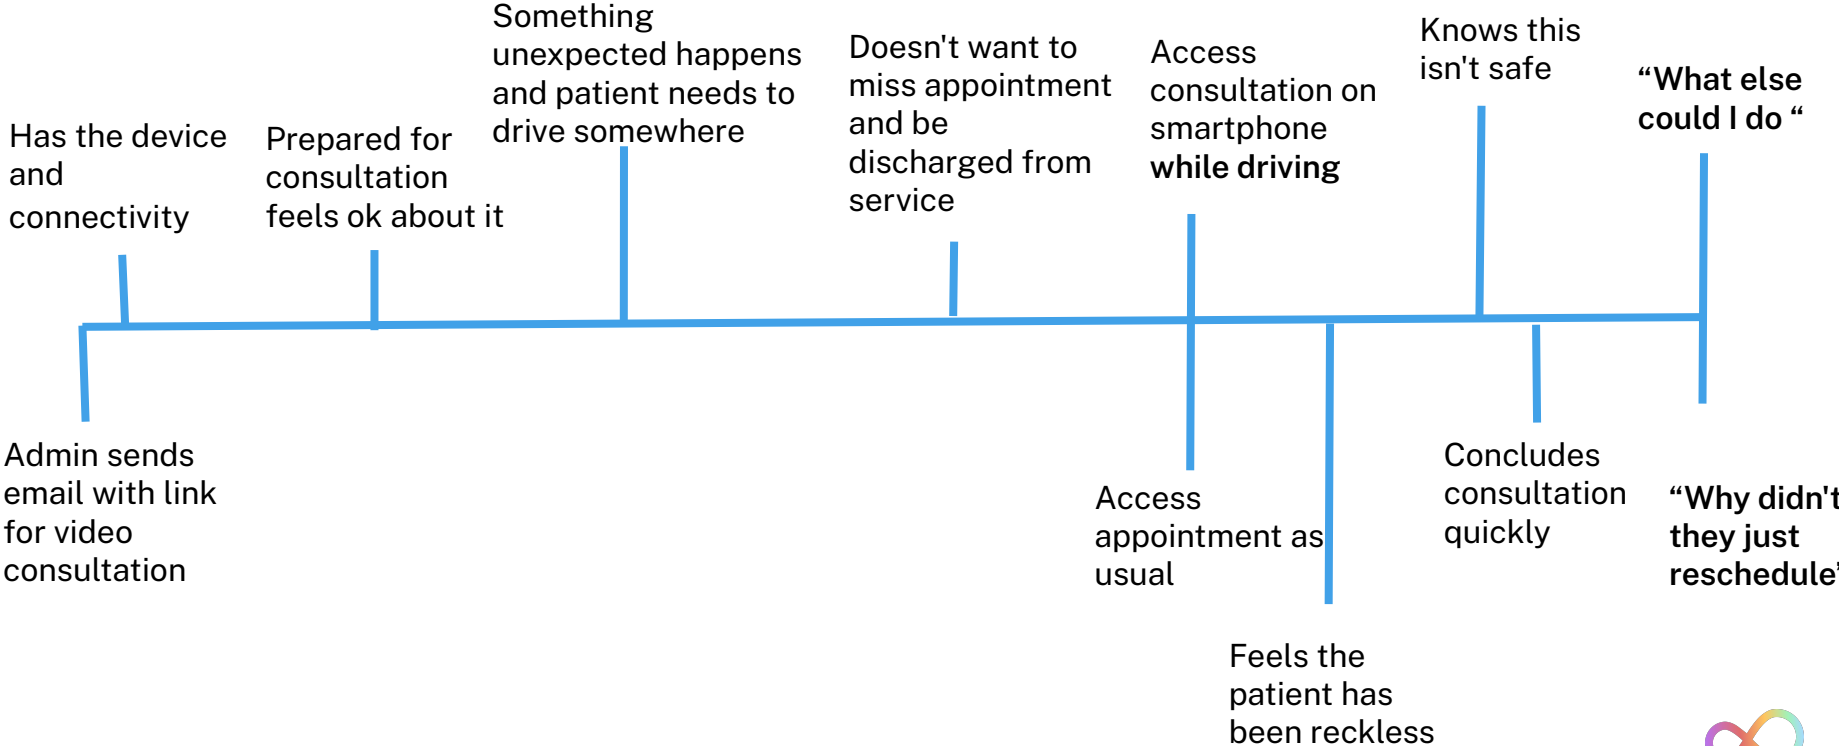 Has the device
and
connectivity
Prepared for
consultation
feels ok about it
Something
unexpected happens
and patient needs to
drive somewhere
Doesn't want to
miss appointment
and be
discharged from
service
Access
consultation on
smartphone
while driving
Knows this
isn't safe
“What else
could I do “
Admin sends
email with link
for video
consultation
Access
appointment as
usual
Feels the
patient has
been reckless
Concludes
consultation
quickly
“Why didn't
they just
reschedule”